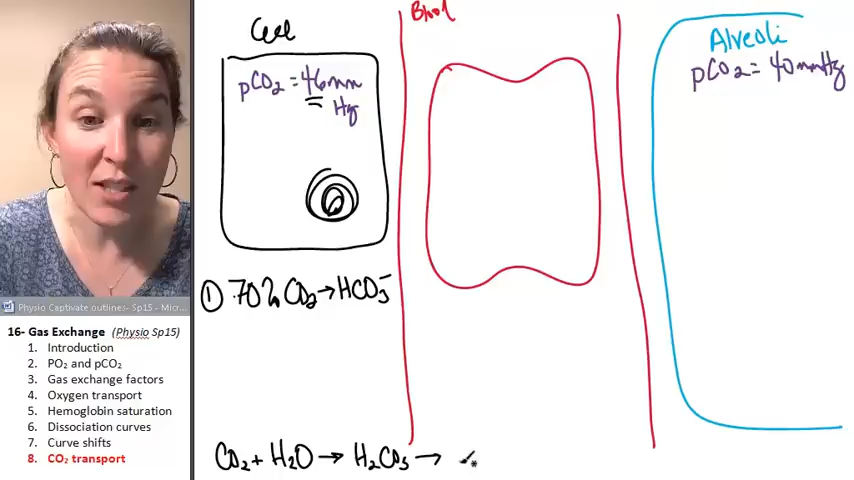 Cell
pCO₂ = 46mm
Hg
Blood
Alveoli
pCO₂ = 40mmHg
① 70% CO₂ → HCO₃⁻
CO₂ + H₂O → H₂CO₃ →
Physio Captivate outlines- Sp15 - Micr...
16- Gas Exchange (Physio Sp15)
1. Introduction
2. PO₂ and pCO₂
3. Gas exchange factors
4. Oxygen transport
5. Hemoglobin saturation
6. Dissociation curves
7. Curve shifts
8. CO₂ transport